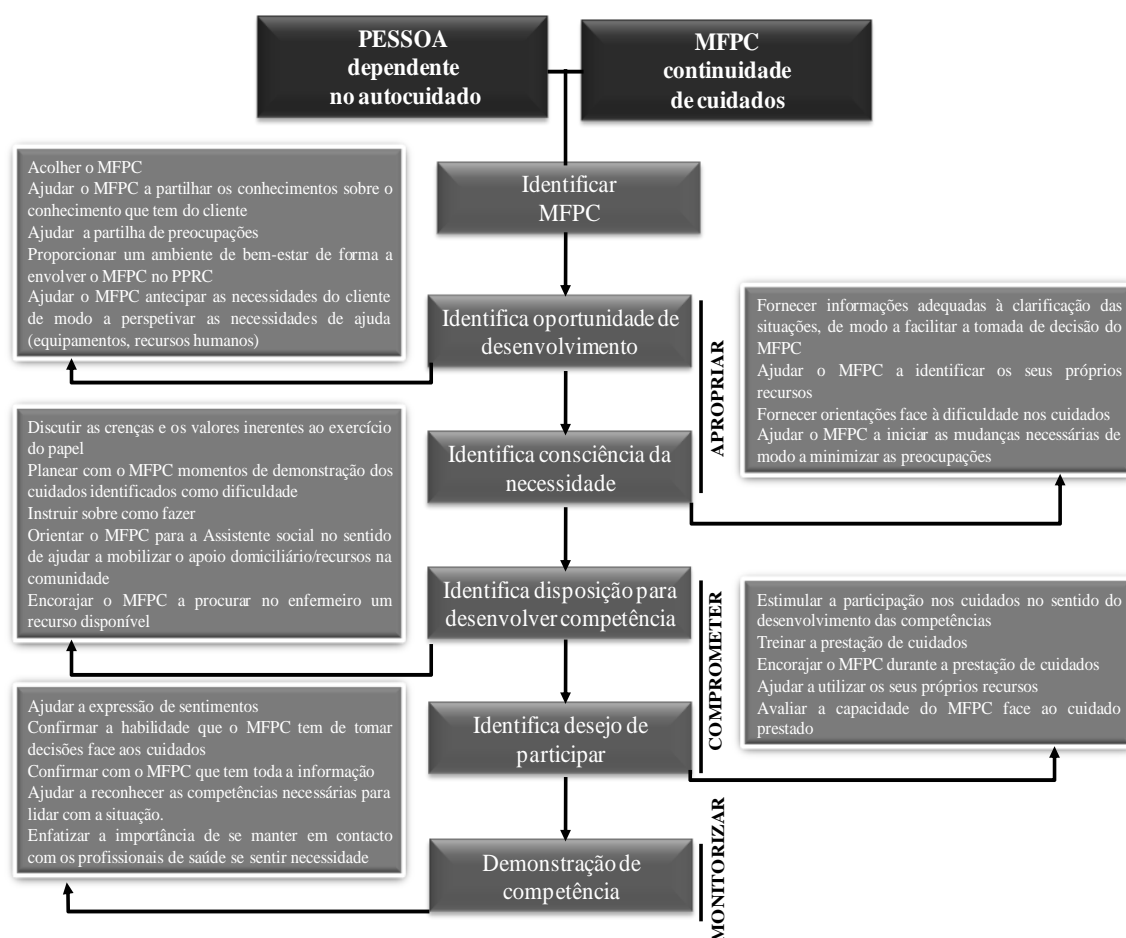 PESSOA
dependente
no autocuidado
MFPC
continuidade
de cuidados
Identificar
MFPC
Acolher o MFPC
Ajudar o MFPC a partilhar os conhecimentos sobre o
conhecimento que tem do cliente
Ajudar a partilha de preocupações
Proporcionar um ambiente de bem-estar de forma a
envolver o MFPC no PPRC
Ajudar o MFPC antecipar as necessidades do cliente
de modo a perspetivar as necessidades de ajuda
(equipamentos, recursos humanos)
Identifica oportunidade de
desenvolvimento
APROPRIAR
Fornecer informações adequadas à clarificação das
situações, de modo a facilitar a tomada de decisão do
MFPC
Ajudar o MFPC a identificar os seus próprios
recursos
Fornecer orientações face à dificuldade nos cuidados
Ajudar o MFPC a iniciar as mudanças necessárias de
modo a minimizar as preocupações
Identifica consciência da
necessidade
Discutir as crenças e os valores inerentes ao exercício
do papel
Planear com o MFPC momentos de demonstração dos
cuidados identificados como dificuldade
Instruir sobre como fazer
Orientar o MFPC para a Assistente social no sentido
de ajudar a mobilizar o apoio domiciliário/recursos na
comunidade
Encorajar o MFPC a procurar no enfermeiro um
recurso disponível
Identifica disposição para
desenvolver competência
COMPROMETER
Estimular a participação nos cuidados no sentido do
desenvolvimento das competências
Treinar a prestação de cuidados
Encorajar o MFPC durante a prestação de cuidados
Ajudar a utilizar os seus próprios recursos
Avaliar a capacidade do MFPC face ao cuidado
prestado
Identifica desejo de
participar
Ajudar a expressão de sentimentos
Confirmar a habilidade que o MFPC tem de tomar
decisões face aos cuidados
Confirmar com o MFPC que tem toda a informação
Ajudar a reconhecer as competências necessárias para
lidar com a situação.
Enfatizar a importância de se manter em contacto
com os profissionais de saúde se sentir necessidade
Demonstração de
competência
MONITORIZAR